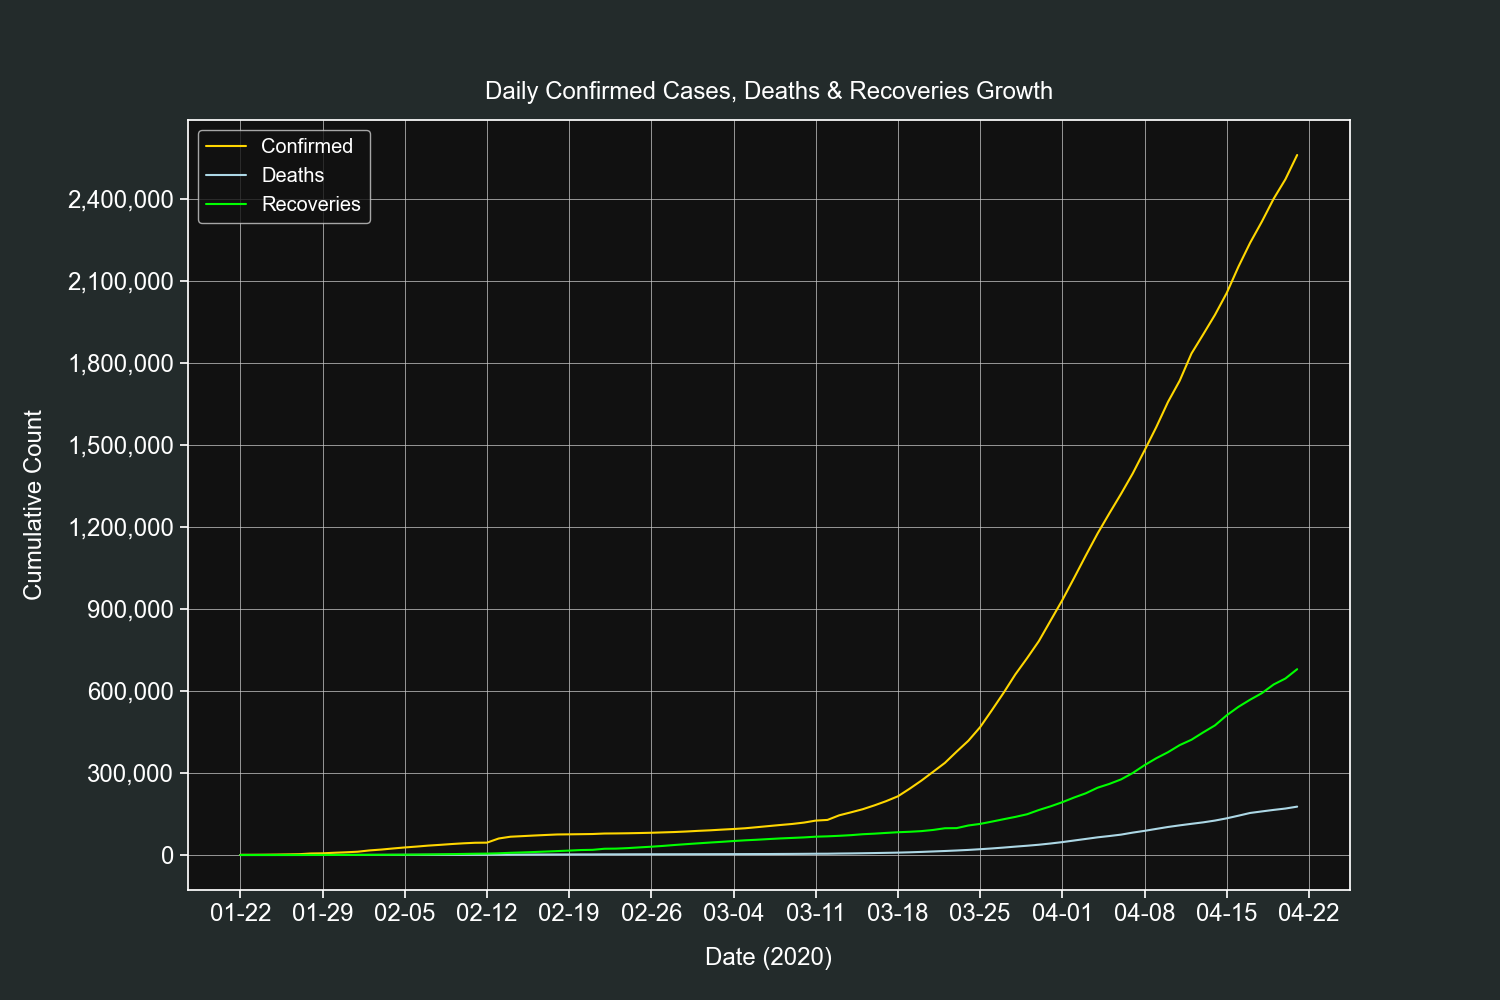 Daily Confirmed Cases, Deaths & Recoveries Growth
Confirmed
Deaths
Recoveries
2,400,000
2,100,000
1,800,000
1,500,000
1,200,000
900,000
600,000
300,000
0
Cumulative Count
01-22 01-29 02-05 02-12 02-19 02-26 03-04 03-11 03-18 03-25 04-01 04-08 04-15 04-22
Date (2020)